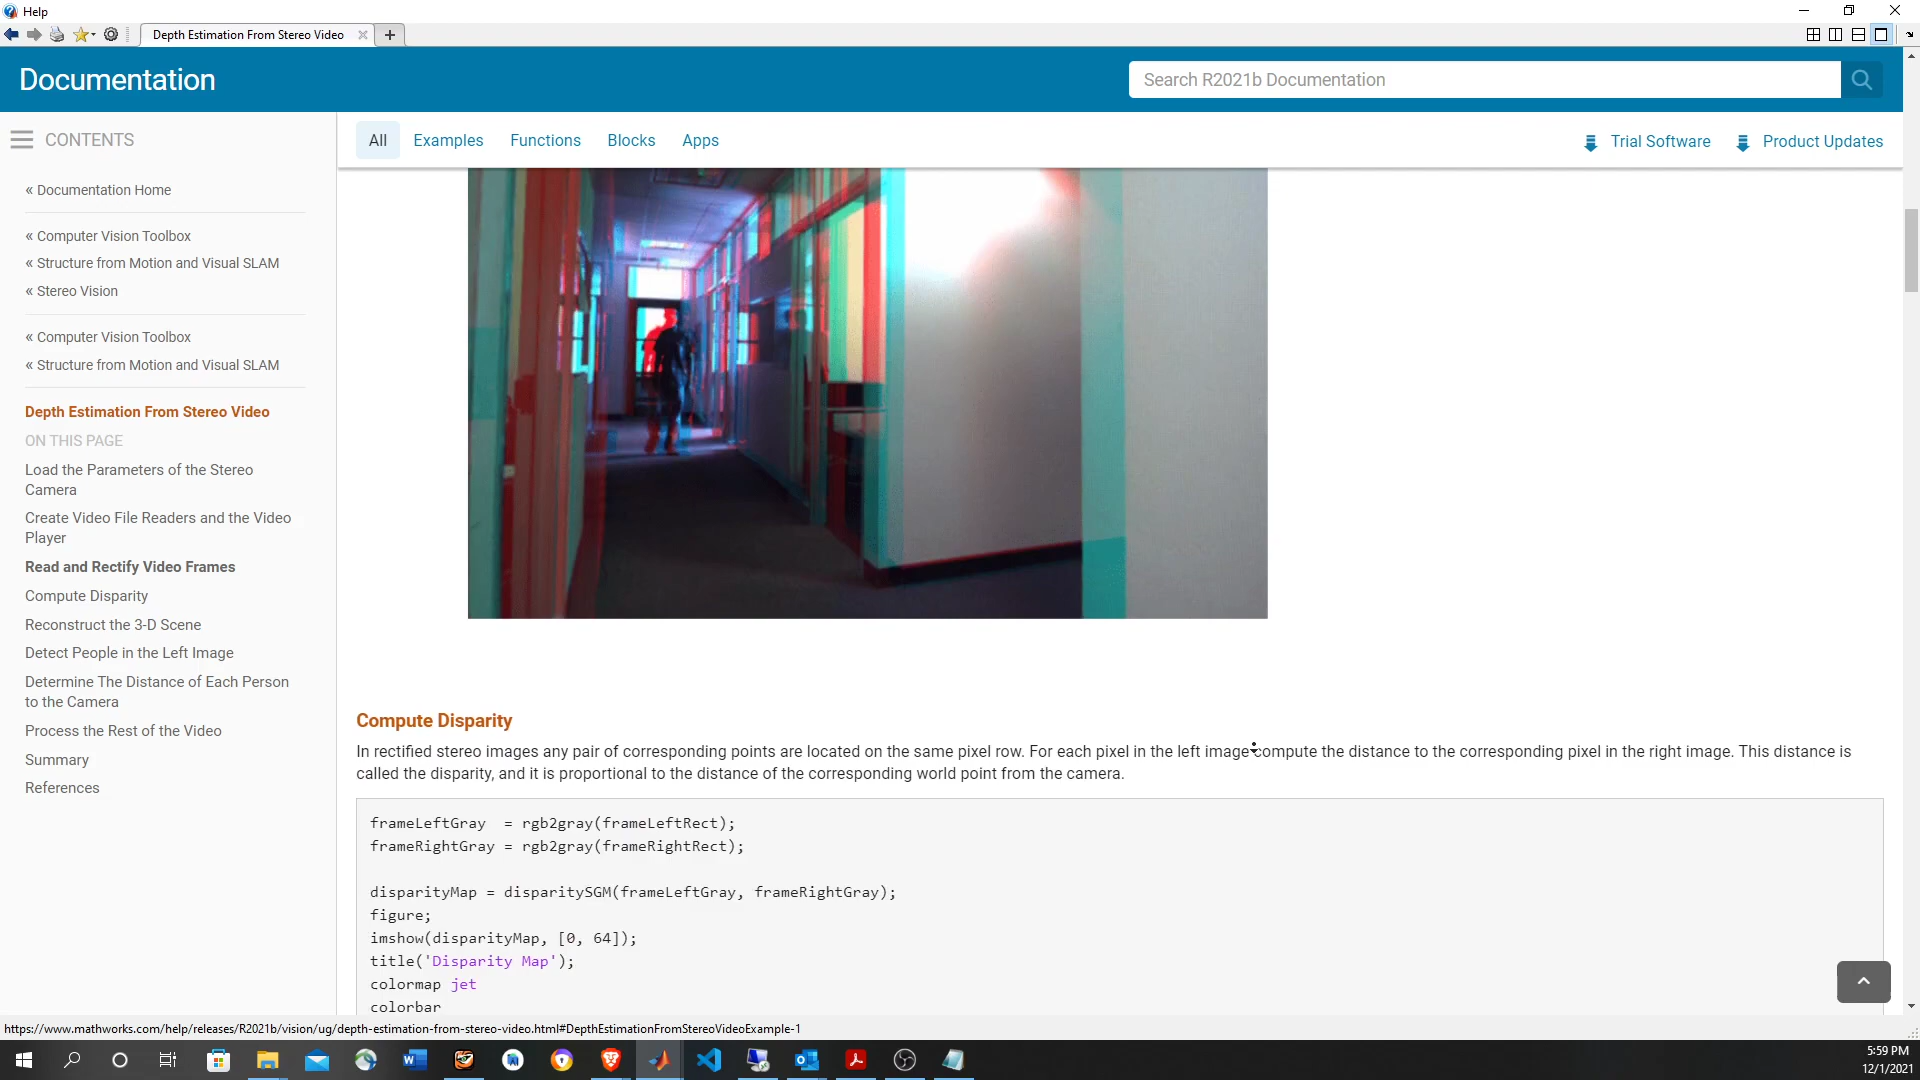 Help
Depth Estimation From Stereo Video
Documentation
Search R2021b Documentation
CONTENTS
All Examples Functions Blocks Apps
Trial Software Product Updates
« Documentation Home
« Computer Vision Toolbox
« Structure from Motion and Visual SLAM
« Stereo Vision
« Computer Vision Toolbox
« Structure from Motion and Visual SLAM
Depth Estimation From Stereo Video
ON THIS PAGE
Load the Parameters of the Stereo
Camera
Create Video File Readers and the Video
Player
Read and Rectify Video Frames
Compute Disparity
Reconstruct the 3-D Scene
Detect People in the Left Image
Determine The Distance of Each Person
to the Camera
Process the Rest of the Video
Summary
References
Compute Disparity
In rectified stereo images any pair of corresponding points are located on the same pixel row. For each pixel in the left image compute the distance to the corresponding pixel in the right image. This distance is
called the disparity, and it is proportional to the distance of the corresponding world point from the camera.
frameLeftGray = rgb2gray(frameLeftRect);
frameRightGray = rgb2gray(frameRightRect);
disparityMap = disparitySGM(frameLeftGray, frameRightGray);
figure;
imshow(disparityMap, [0, 64]);
title('Disparity Map');
colormap jet
colorbar
https://www.mathworks.com/help/releases/R2021b/vision/ug/depth-estimation-from-stereo-video.html#DepthEstimationFromStereoVideoExample-1
5:59 PM
12/1/2021